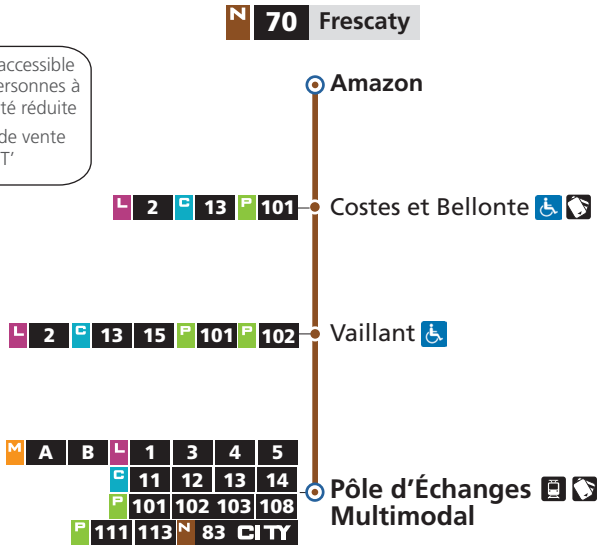 N 70 Frescaty
accessible
ersonnes à
té réduite
de vente
T’
Amazon
L 2 C 13 P 101 Costes et Bellonte
L 2 C 13 15 P 101 P 102 Vaillant
M A B L 1 3 4 5
C 11 12 13 14
P 101 102 103 108
P 111 113 N 83 CITY
Pôle d’Échanges
Multimodal